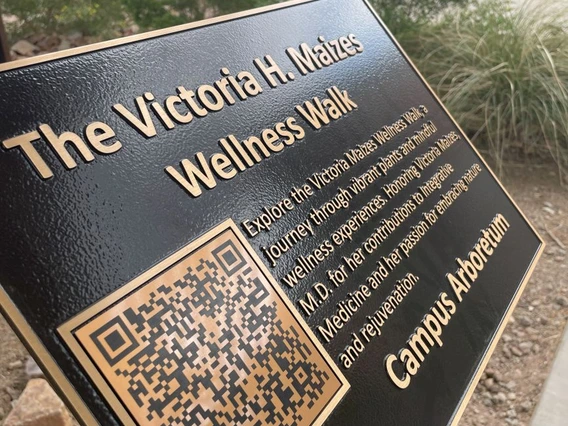 The Victoria H. Maizes
Wellness Walk
Explore the Victoria Maizes Wellness Walk, a
journey through vibrant plants and mindful
wellness experiences. Honoring Victoria Maizes,
M.D. for her contributions to Integrative
Medicine and her passion for embracing nature
and rejuvenation.
Campus Arboretum